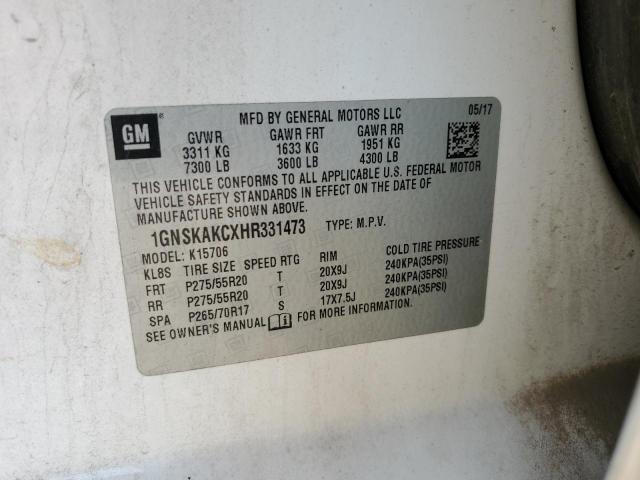 MFD BY GENERAL MOTORS LLC 05/17
GM
GVWR GAWR FRT GAWR RR
3311 KG 1633 KG 1951 KG
7300 LB 3600 LB 4300 LB
THIS VEHICLE CONFORMS TO ALL APPLICABLE U.S. FEDERAL MOTOR
VEHICLE SAFETY STANDARDS IN EFFECT ON THE DATE OF
MANUFACTURE SHOWN ABOVE.
1GNSKAKCXHR331473 TYPE: M.P.V.
MODEL: K15706
KL8S TIRE SIZE SPEED RTG RIM COLD TIRE PRESSURE
FRT P275/55R20 T 20X9J 240KPA(35PSI)
RR P275/55R20 T 20X9J 240KPA(35PSI)
SPA P265/70R17 S 17X7.5J 240KPA(35PSI)
SEE OWNER'S MANUAL FOR MORE INFORMATION.